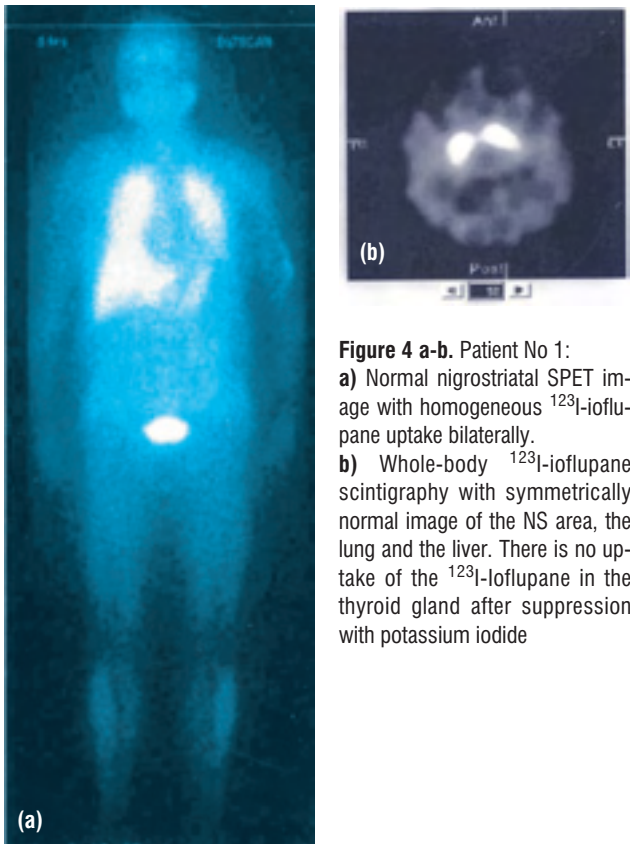 DaTSCAN
(a)
Ant
(b)
Post
Figure 4 a-b. Patient No 1:
a) Normal nigrostriatal SPET im-
age with homogeneous 123I-ioflu-
pane uptake bilaterally.
b) Whole-body 123I-ioflupane
scintigraphy with symmetrically
normal image of the NS area, the
lung and the liver. There is no up-
take of the 123I-Ioflupane in the
thyroid gland after suppression
with potassium iodide